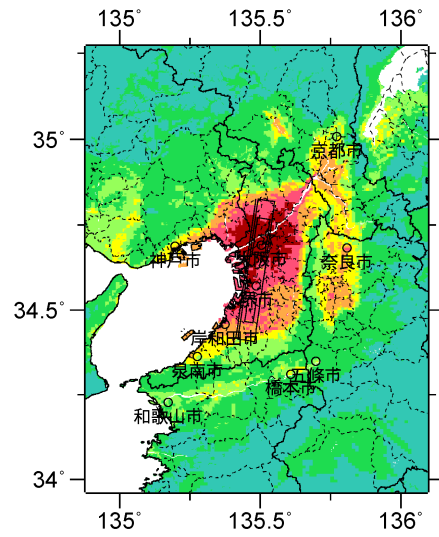 135° 135.5° 136°
35°
京都市
神戸市 大阪市 奈良市
堺市
34.5°
岸和田市
泉南市 五條市
橋本市
和歌山市
34°
135° 135.5° 136°